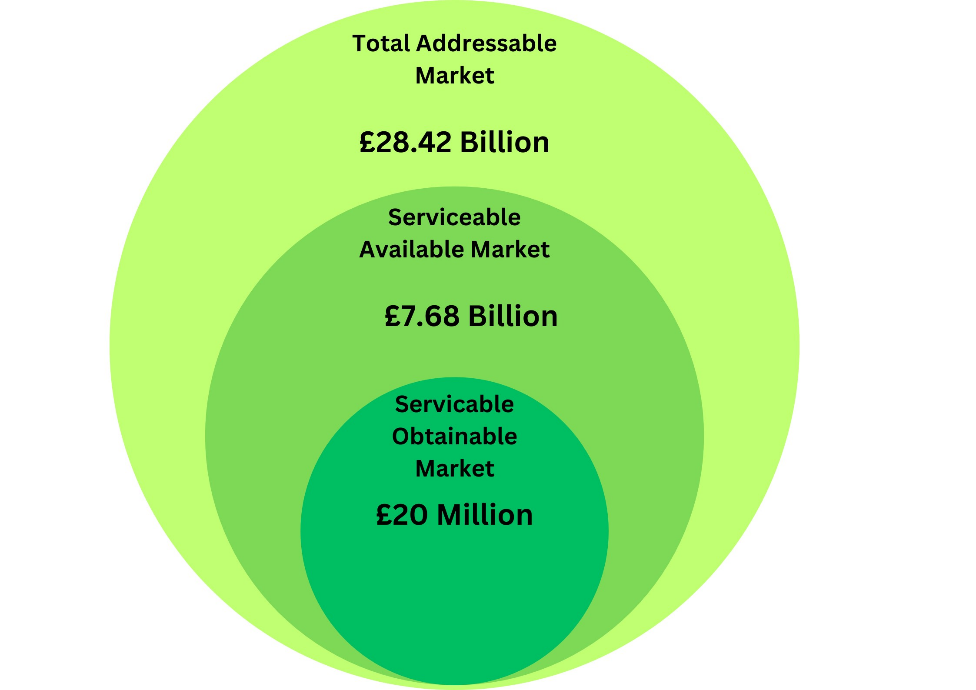 Total Addressable
Market
£28.42 Billion
Serviceable
Available Market
£7.68 Billion
Servicable
Obtainable
Market
£20 Million